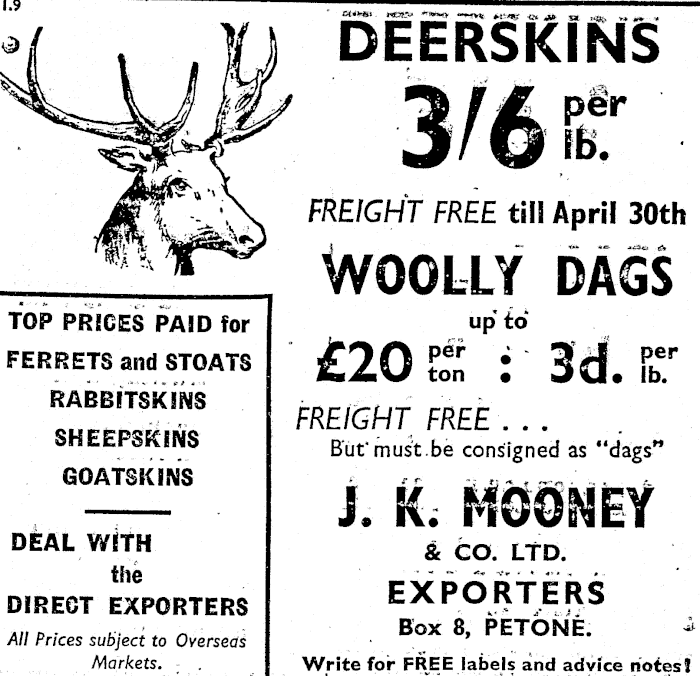 1.9
DEERSKINS
3/6 per lb.
FREIGHT FREE till April 30th
WOOLLY DAGS
up to
£20 per ton : 3d. per lb.
FREIGHT FREE . . .
But must be consigned as “dags”
J. K. MOONEY
& CO. LTD.
EXPORTERS
Box 8, PETONE.
Write for FREE labels and advice notes!
TOP PRICES PAID for
FERRETS and STOATS
RABBITSKINS
SHEEPSKINS
GOATSKINS
DEAL WITH
the
DIRECT EXPORTERS
All Prices subject to Overseas
Markets.